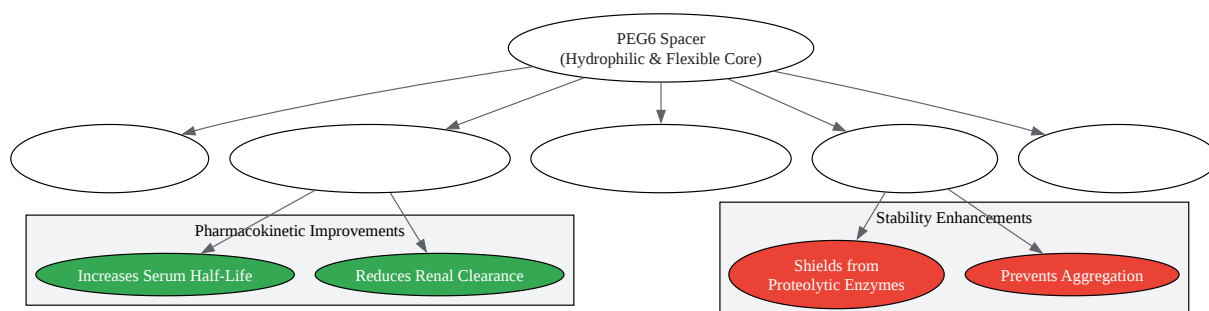 PEG6 Spacer
(Hydrophilic & Flexible Core)
Pharmacokinetic Improvements
Increases Serum Half-Life
Reduces Renal Clearance
Stability Enhancements
Shields from
Proteolytic Enzymes
Prevents Aggregation